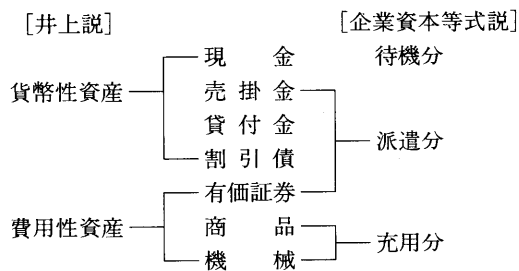 [井上説] [企業資本等式説]
現金 待機分
貨幣性資産 売掛金
貸付金 派遣分
割引債
有価証券
費用性資産 商品 充用分
機械